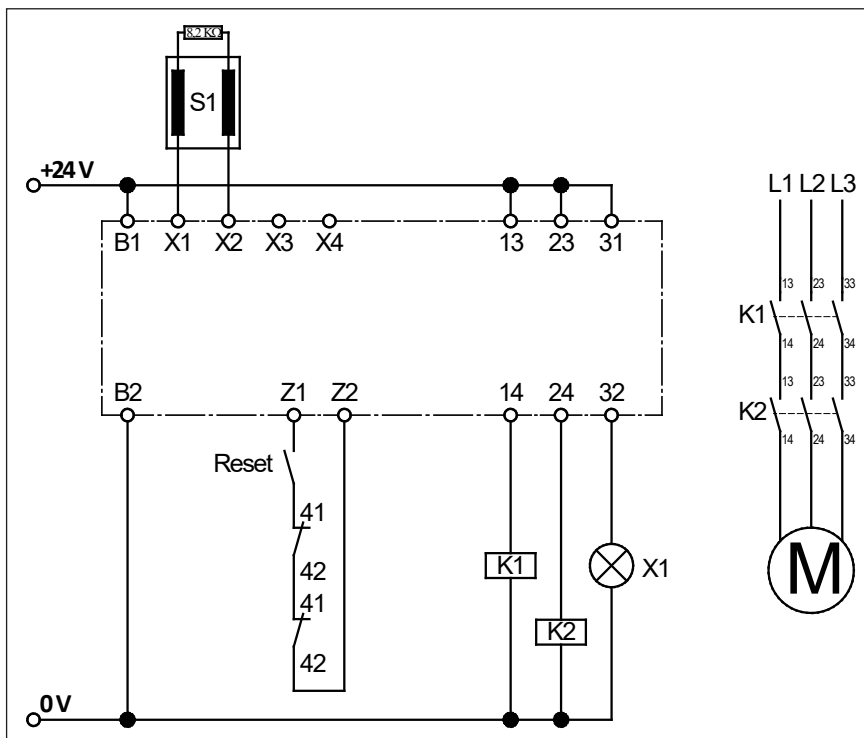 8,2 KΩ
S1
+24 V
B1 X1 X2 X3 X4 13 23 31
B2 Z1 Z2 14 24 32
Reset
41
42
41
42
K1
K2
X1
0 V
L1 L2 L3
13 23 33
K1
14 24 34
13 23 33
K2
14 24 34
M